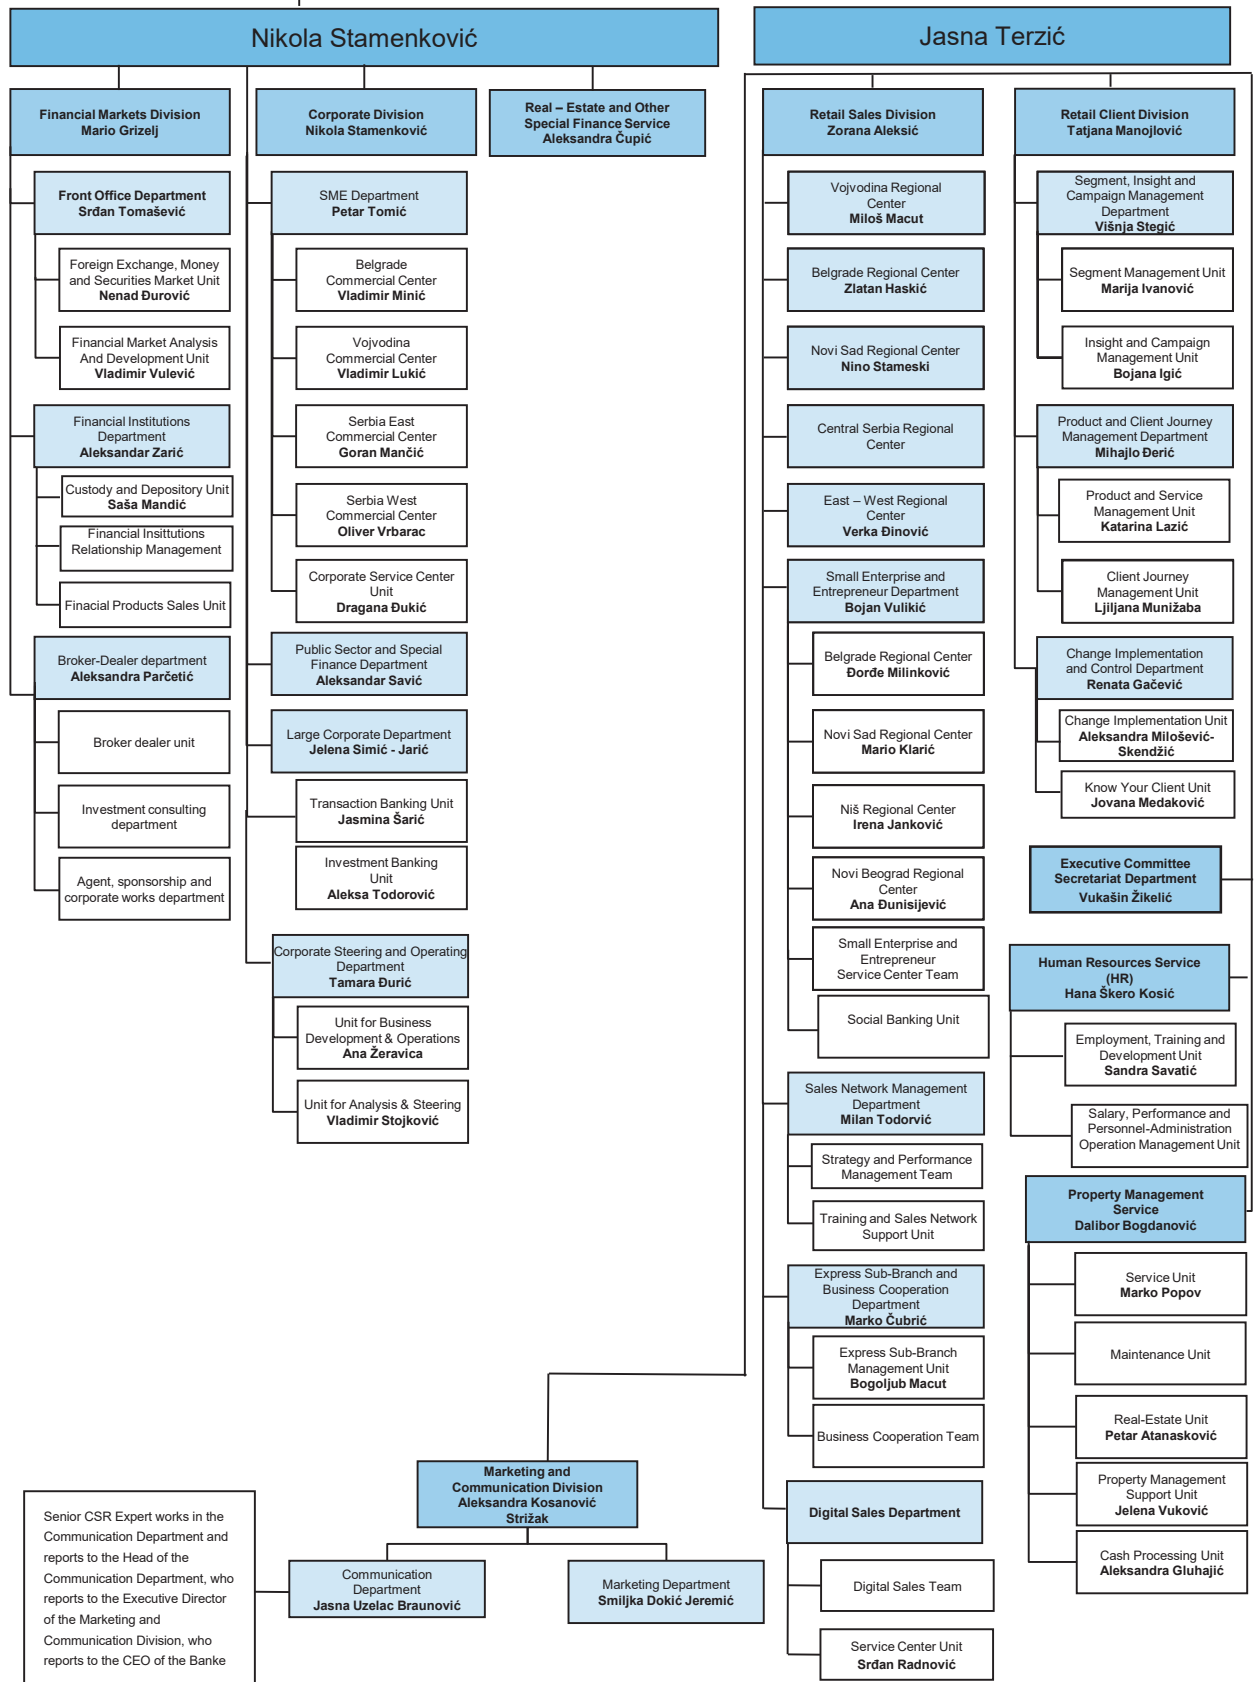 Nikola Stamenković
Financial Markets Division
Mario Grizelj
Corporate Division
Nikola Stamenković
Real – Estate and Other
Special Finance Service
Aleksandra Čupić
Front Office Department
Srđan Tomašević
Foreign Exchange, Money
and Securities Market Unit
Nenad Đurović
Financial Market Analysis
And Development Unit
Vladimir Vulević
Financial Institutions
Department
Aleksandar Zarić
Custody and Depository Unit
Saša Mandić
Financial Insittutions
Relationship Management
Finacial Products Sales Unit
Broker-Dealer department
Aleksandra Parčetić
Broker dealer unit
Investment consulting
department
Agent, sponsorship and
corporate works department
SME Department
Petar Tomić
Belgrade
Commercial Center
Vladimir Minić
Vojvodina
Commercial Center
Vladimir Lukić
Serbia East
Commercial Center
Goran Mančić
Serbia West
Commercial Center
Oliver Vrbarac
Corporate Service Center
Unit
Dragana Đukić
Public Sector and Special
Finance Department
Aleksandar Savić
Large Corporate Department
Jelena Simić - Jarić
Transaction Banking Unit
Jasmina Šarić
Investment Banking
Unit
Aleksa Todorović
Corporate Steering and Operating
Department
Tamara Đurić
Unit for Business
Development & Operations
Ana Žeravica
Unit for Analysis & Steering
Vladimir Stojković
Jasna Terzić
Retail Sales Division
Zorana Aleksić
Retail Client Division
Tatjana Manojlović
Vojvodina Regional
Center
Miloš Macut
Belgrade Regional Center
Zlatan Haskić
Novi Sad Regional Center
Nino Stameski
Central Serbia Regional
Center
East – West Regional
Center
Verka Đinović
Small Enterprise and
Entrepreneur Department
Bojan Vulikić
Belgrade Regional Center
Đorđe Milinković
Novi Sad Regional Center
Mario Klarić
Niš Regional Center
Irena Janković
Novi Beograd Regional
Center
Ana Đunisijević
Small Enterprise and
Entrepreneur
Service Center Team
Social Banking Unit
Sales Network Management
Department
Milan Todorvić
Strategy and Performance
Management Team
Training and Sales Network
Support Unit
Express Sub-Branch and
Business Cooperation
Department
Marko Čubrić
Express Sub-Branch
Management Unit
Bogoljub Macut
Business Cooperation Team
Digital Sales Department
Digital Sales Team
Service Center Unit
Srđan Radnović
Segment, Insight and
Campaign Management
Department
Višnja Stegić
Segment Management Unit
Marija Ivanović
Insight and Campaign
Management Unit
Bojana Igić
Product and Client Journey
Management Department
Mihajlo Đerić
Product and Service
Management Unit
Katarina Lazić
Client Journey
Management Unit
Ljiljana Munižaba
Change Implementation
and Control Department
Renata Gačević
Change Implementation Unit
Aleksandra Milošević-
Skendžić
Know Your Client Unit
Jovana Medaković
Executive Committee
Secretariat Department
Vukašin Žikelić
Human Resources Service
(HR)
Hana Škero Kosić
Employment, Training and
Development Unit
Sandra Savatić
Salary, Performance and
Personnel-Administration
Operation Management Unit
Property Management
Service
Dalibor Bogdanović
Service Unit
Marko Popov
Maintenance Unit
Real-Estate Unit
Petar Atanasković
Property Management
Support Unit
Jelena Vuković
Cash Processing Unit
Aleksandra Gluhajić
Marketing and
Communication Division
Aleksandra Kosanović
Strižak
Communication
Department
Jasna Uzelac Braunović
Marketing Department
Smiljka Dokić Jeremić
Senior CSR Expert works in the
Communication Department and
reports to the Head of the
Communication Department, who
reports to the Executive Director
of the Marketing and
Communication Division, who
reports to the CEO of the Banke